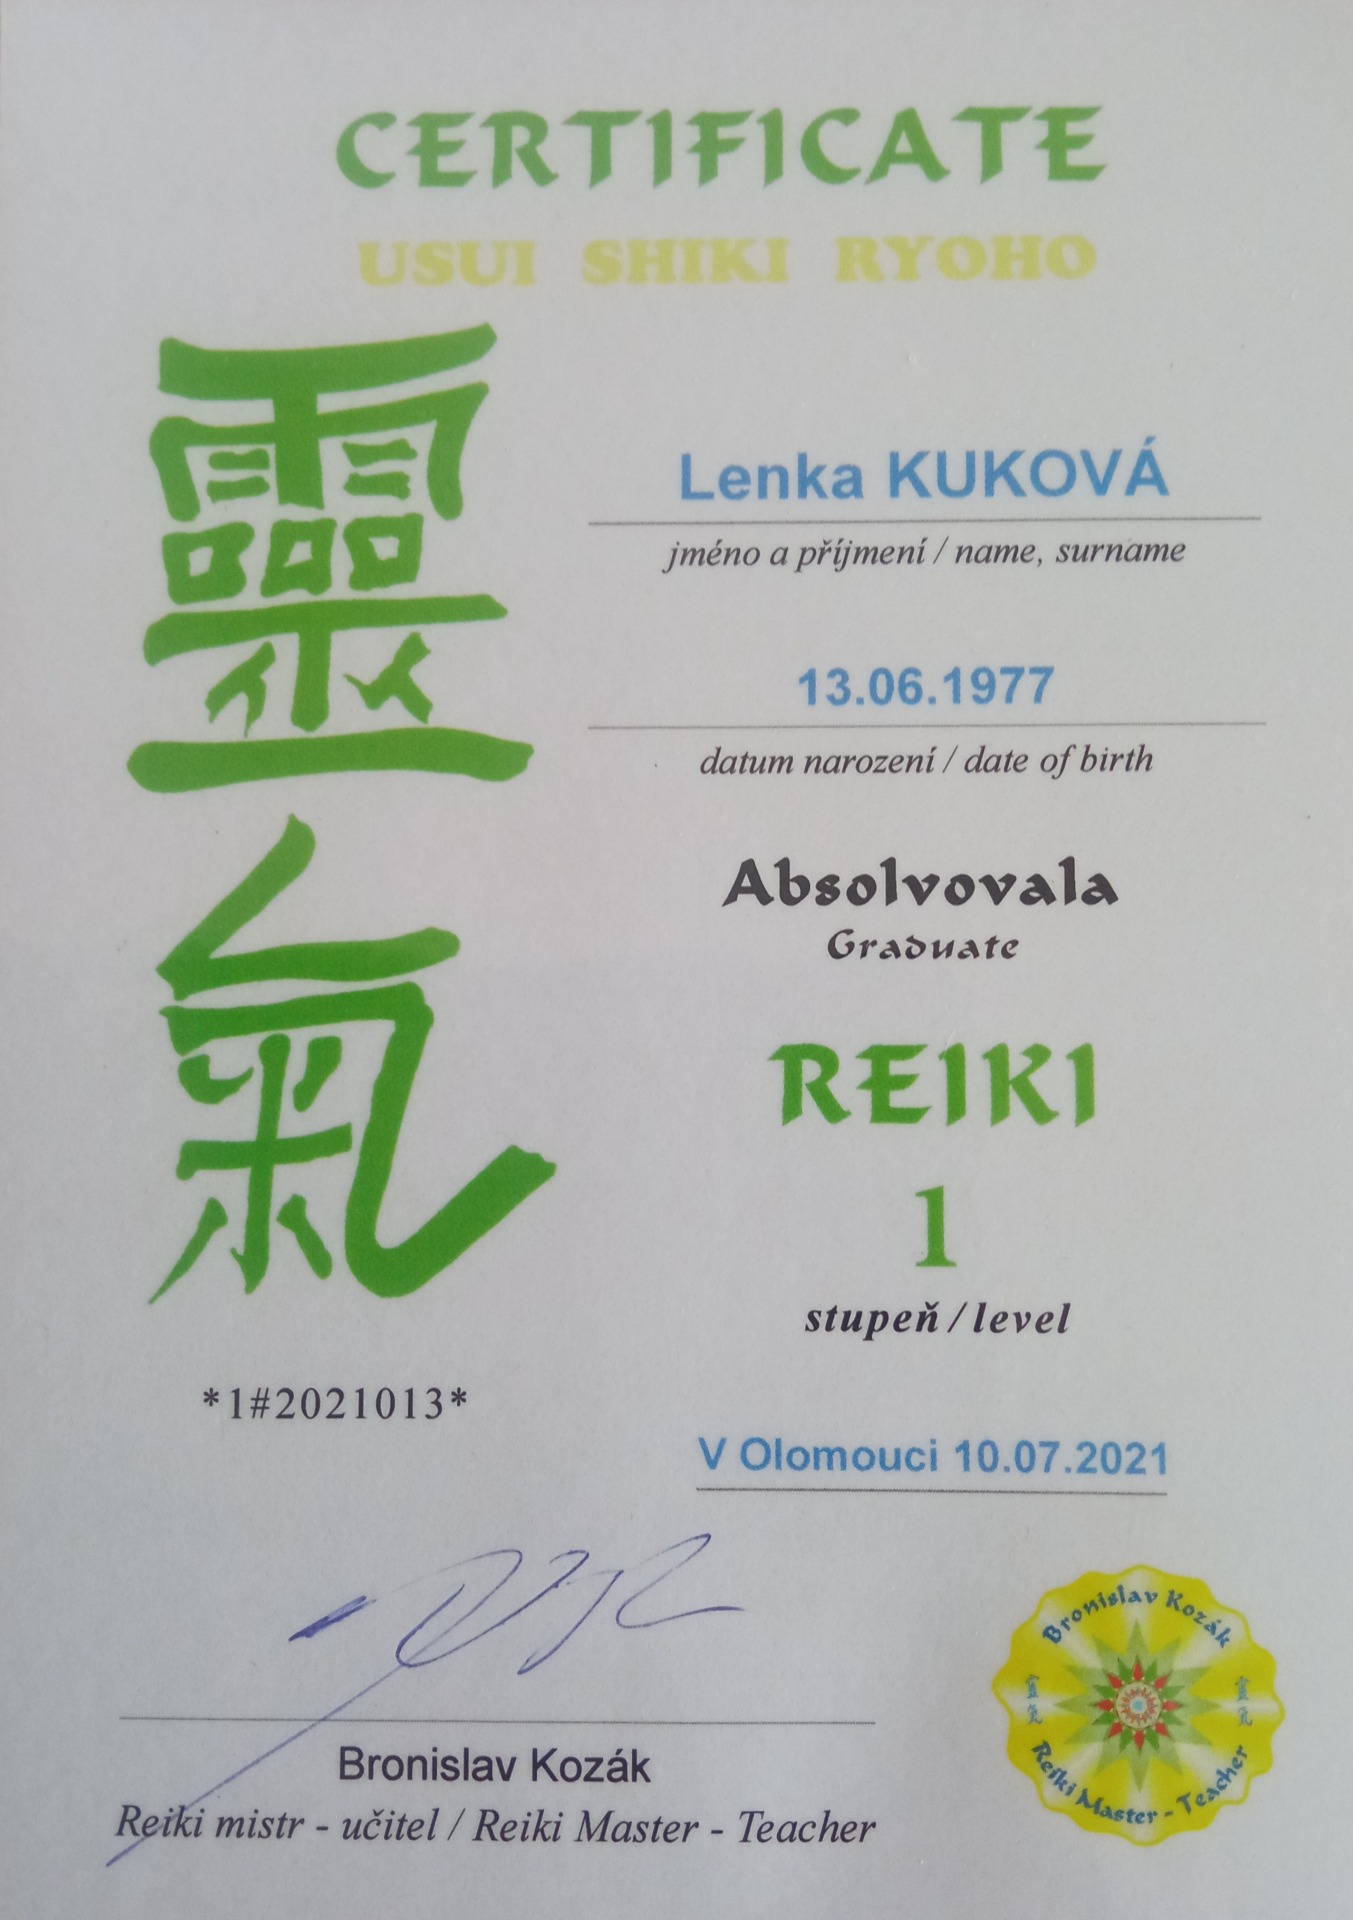 CERTIFICATE
USUI SHIKI RYOHO
靈
氣
Lenka KUKOVÁ
jméno a příjmení / name, surname
13.06.1977
datum narození / date of birth
Absolvovala
Graduate
REIKI
1
stupeň / level
*1#2021013*
V Olomouci 10.07.2021
Bronislav Kozák
Reiki mistr - učitel / Reiki Master - Teacher
Bronislav Kozák
Reiki Master - Teacher